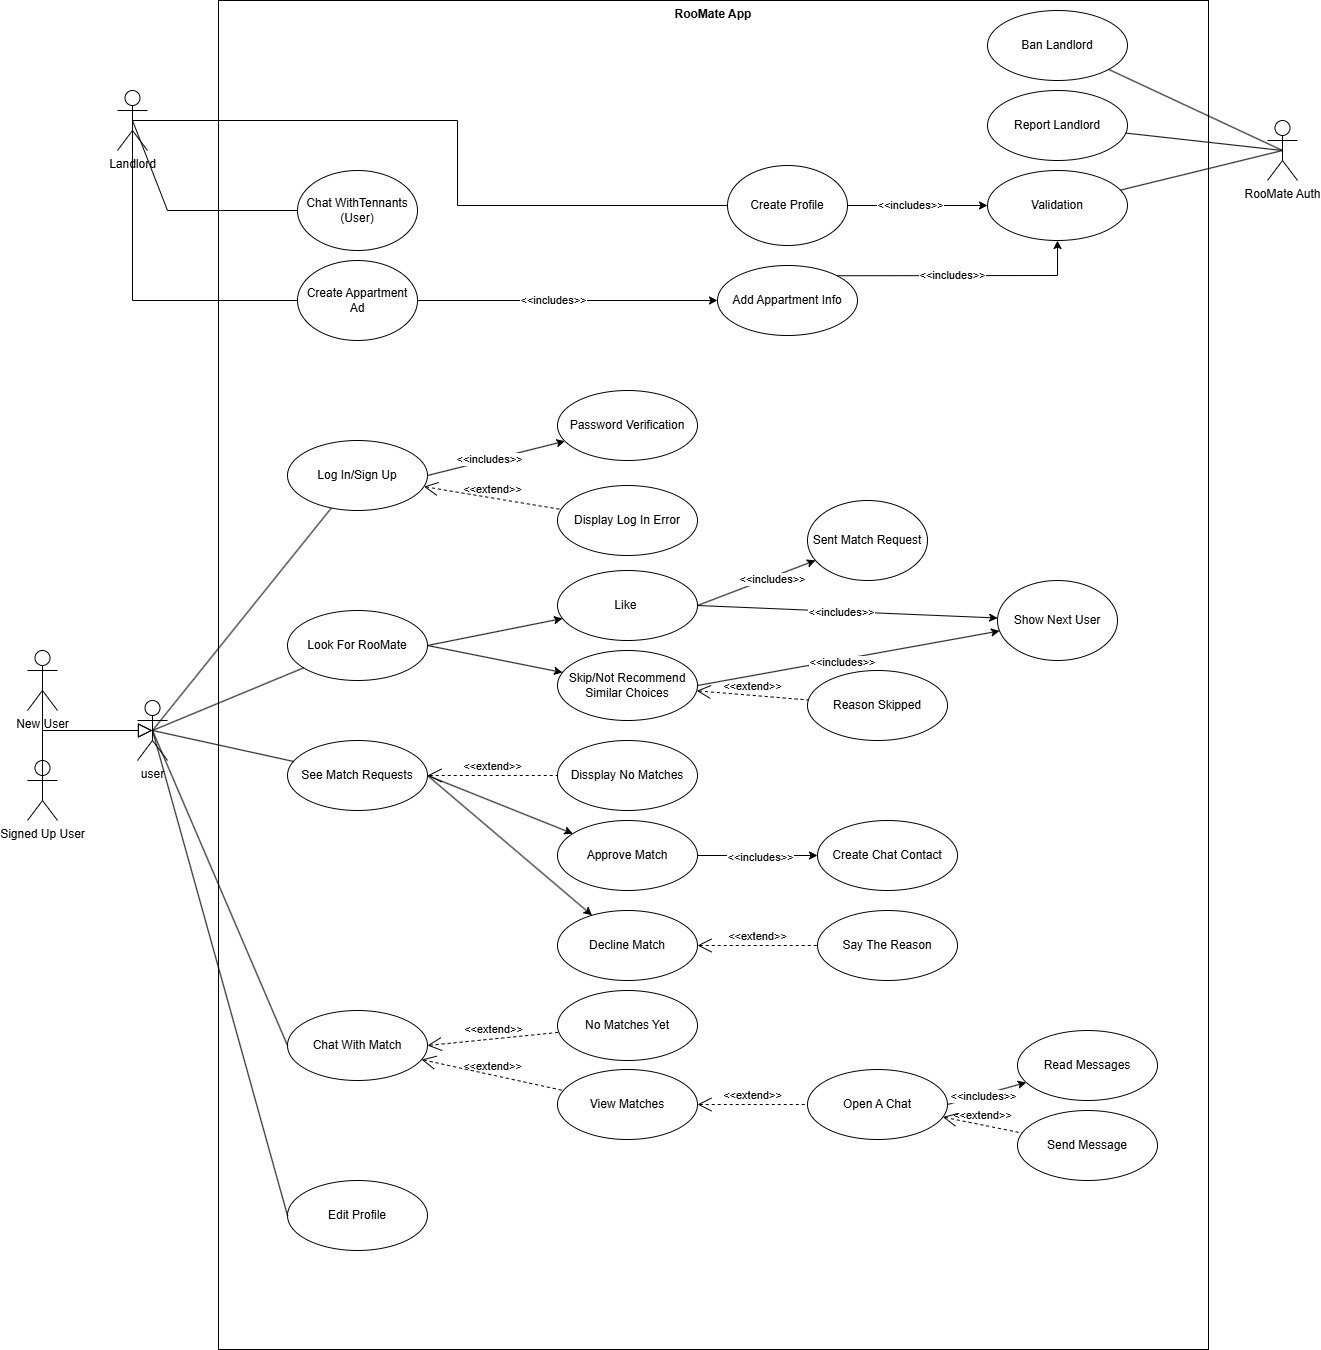 RooMate App
Ban Landlord
Report Landlord
Landlord
RooMate Auth
Chat WithTennants
(User)
Create Profile
<<includes>>
Validation
Create Appartment
Ad
<<includes>>
Add Appartment Info
<<includes>>
Password Verification
Log In/Sign Up
<<includes>>
<<extend>>
Display Log In Error
Sent Match Request
<<includes>>
Like
<<includes>>
Show Next User
Look For RooMate
<<includes>>
Skip/Not Recommend
Similar Choices
<<extend>>
Reason Skipped
New User
user
Signed Up User
See Match Requests
<<extend>>
Dissplay No Matches
Approve Match
<<includes>>
Create Chat Contact
Decline Match
<<extend>>
Say The Reason
No Matches Yet
<<extend>>
Chat With Match
<<extend>>
View Matches
<<extend>>
Open A Chat
Read Messages
<<includes>>
<<extend>>
Send Message
Edit Profile